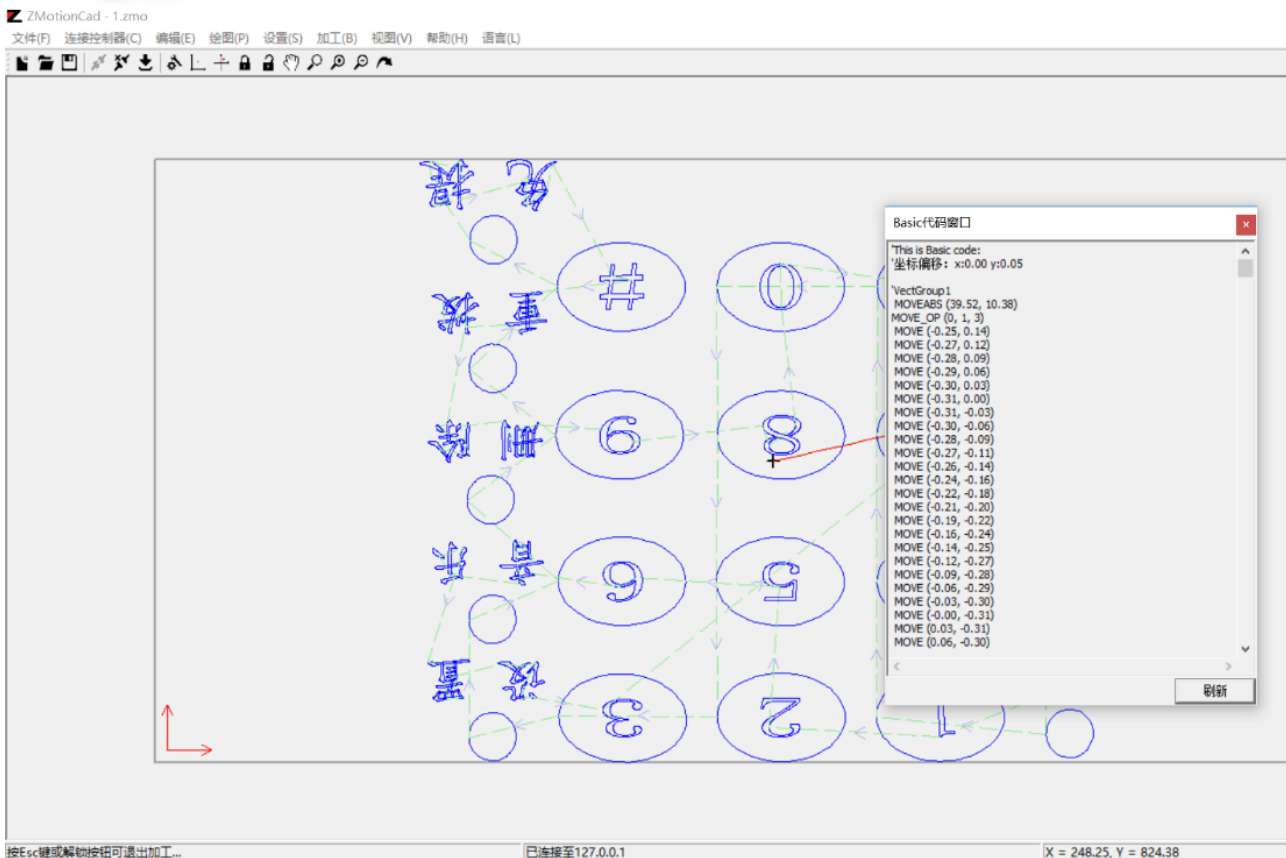 ZMotionCad - 1.zmo
文件(F) 连接控制器(C) 编辑(E) 绘图(P) 设置(S) 加工(B) 视图(V) 帮助(H) 语言(L)
提 免
# 0
拨 重
9 8
除 删
乐 音
6 5
置 设
3 2 1
Basic代码窗口
'This is Basic code:
'坐标偏移：x:0.00 y:0.05
'VectGroup1
MOVEABS (39.52, 10.38)
MOVE_OP (0, 1, 3)
MOVE (-0.25, 0.14)
MOVE (-0.27, 0.12)
MOVE (-0.28, 0.09)
MOVE (-0.29, 0.06)
MOVE (-0.30, 0.03)
MOVE (-0.31, 0.00)
MOVE (-0.31, -0.03)
MOVE (-0.30, -0.06)
MOVE (-0.28, -0.09)
MOVE (-0.27, -0.11)
MOVE (-0.26, -0.14)
MOVE (-0.24, -0.16)
MOVE (-0.22, -0.18)
MOVE (-0.21, -0.20)
MOVE (-0.19, -0.22)
MOVE (-0.16, -0.24)
MOVE (-0.14, -0.25)
MOVE (-0.12, -0.27)
MOVE (-0.09, -0.28)
MOVE (-0.06, -0.29)
MOVE (-0.03, -0.30)
MOVE (-0.00, -0.31)
MOVE (0.03, -0.31)
MOVE (0.06, -0.30)
刷新
按Esc键或解锁按钮可退出加工...
已连接至127.0.0.1
X = 248.25, Y = 824.38